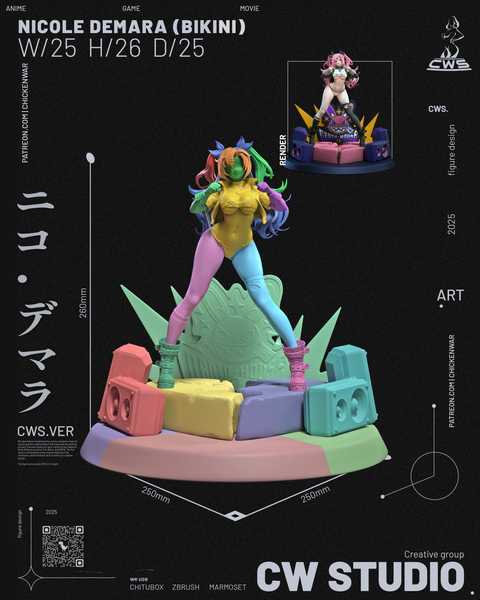 ANIME GAME MOVIE
NICOLE DEMARA (BIKINI)
W/25 H/26 D/25
PATREON.COM | CHICKENWAR
CWS
RENDER
CWS.
figure design
2025
ART
PATREON.COM | CHICKENWAR
ニコ・デマラ
260mm
CWS.VER
250mm
250mm
figure design
2025
we use
CHITUBOX ZBRUSH MARMOSET
Creative group
CW STUDIO